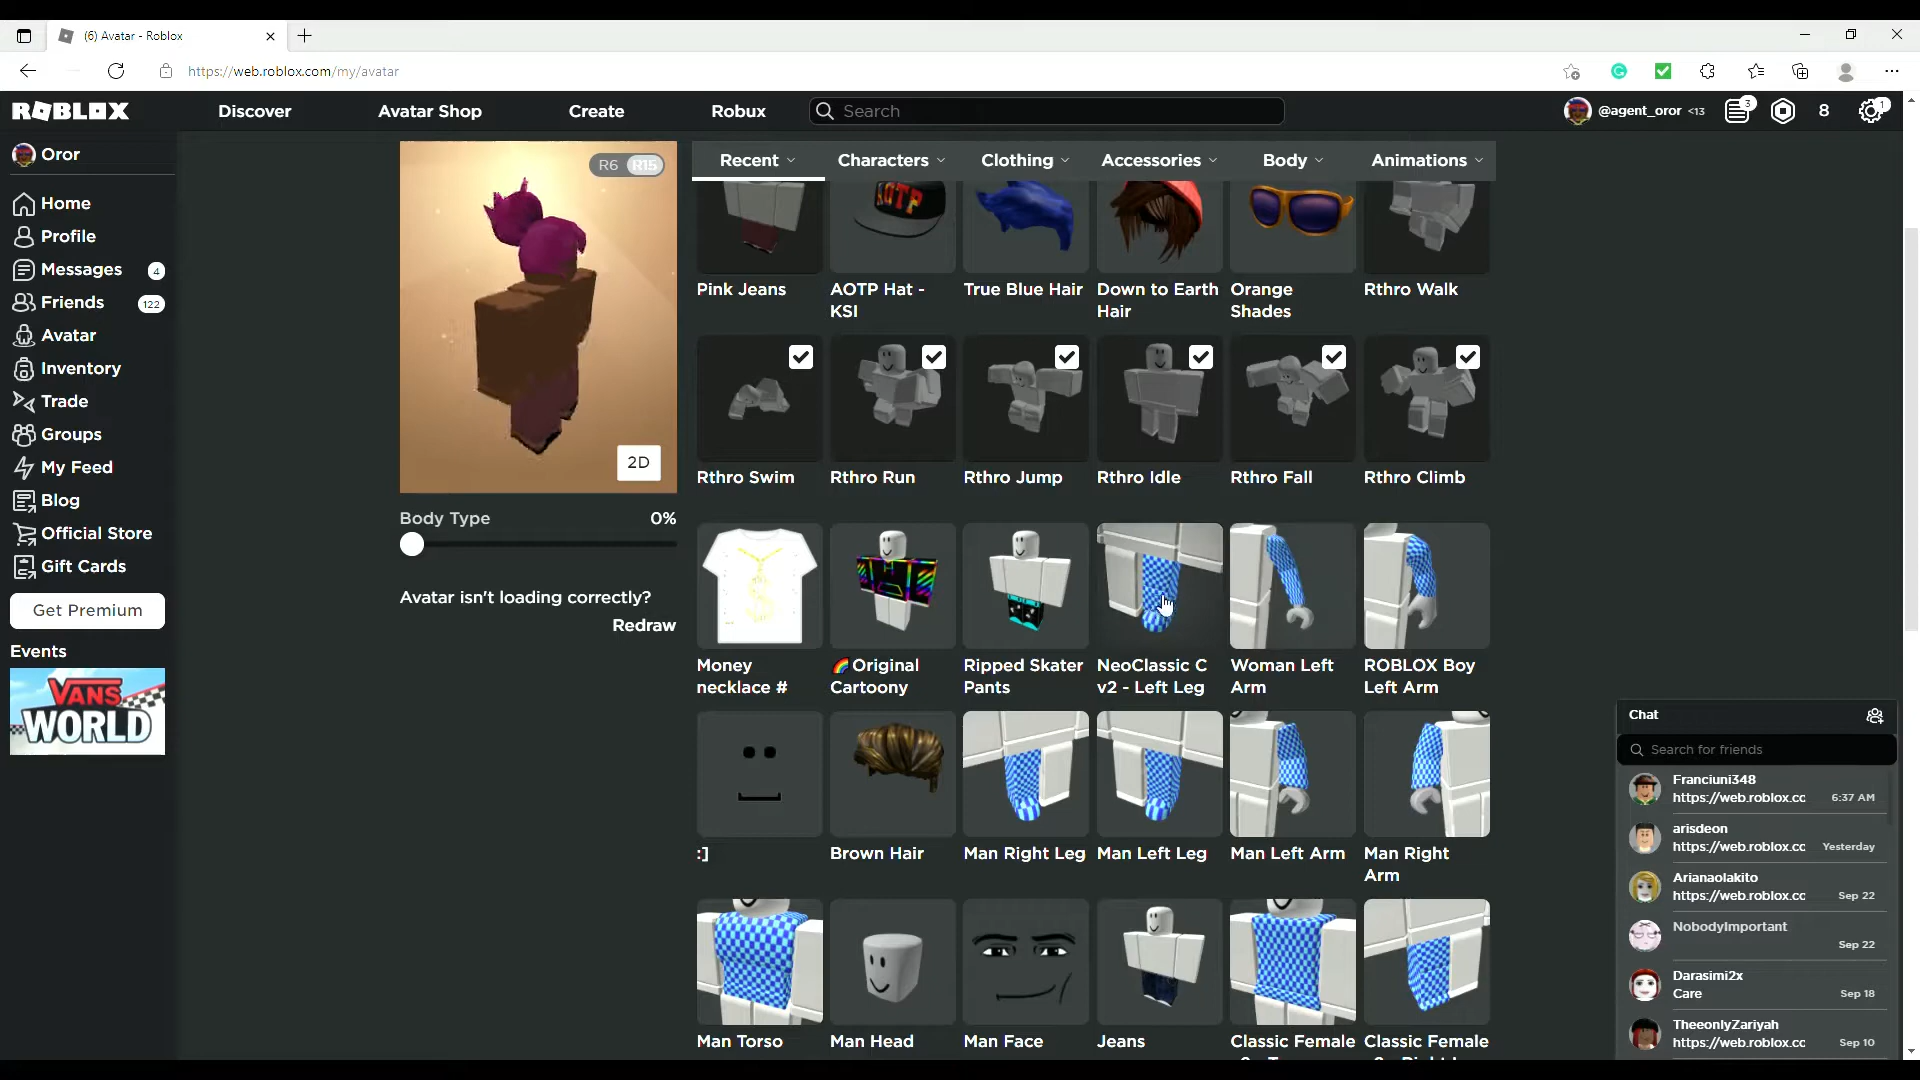 (6) Avatar - Roblox
https://web.roblox.com/my/avatar
ROBLOX
Discover
Avatar Shop
Create
Robux
Search
@agent_oror <13
3
8
1
Oror
Home
Profile
Messages
4
Friends
122
Avatar
Inventory
Trade
Groups
My Feed
Blog
Official Store
Gift Cards
Get Premium
Events
VANS
WORLD
R6 R15
2D
Body Type 0%
Avatar isn't loading correctly?
Redraw
Recent
Characters
Clothing
Accessories
Body
Animations
AOTP
Pink Jeans
AOTP Hat -
KSI
True Blue Hair
Down to Earth
Hair
Orange
Shades
Rthro Walk
Rthro Swim
Rthro Run
Rthro Jump
Rthro Idle
Rthro Fall
Rthro Climb
Money
necklace #
🌈Original
Cartoony
Ripped Skater
Pants
NeoClassic C
v2 - Left Leg
Woman Left
Arm
ROBLOX Boy
Left Arm
:]
Brown Hair
Man Right Leg
Man Left Leg
Man Left Arm
Man Right
Arm
Man Torso
Man Head
Man Face
Jeans
Classic Female
Classic Female
Chat
Search for friends
Franciuni348
https://web.roblox.cc 6:37 AM
arisdeon
https://web.roblox.cc Yesterday
Arianaolakito
https://web.roblox.cc Sep 22
NobodyImportant
Sep 22
Darasimi2x
Care Sep 18
TheeonlyZariyah
https://web.roblox.cc Sep 10